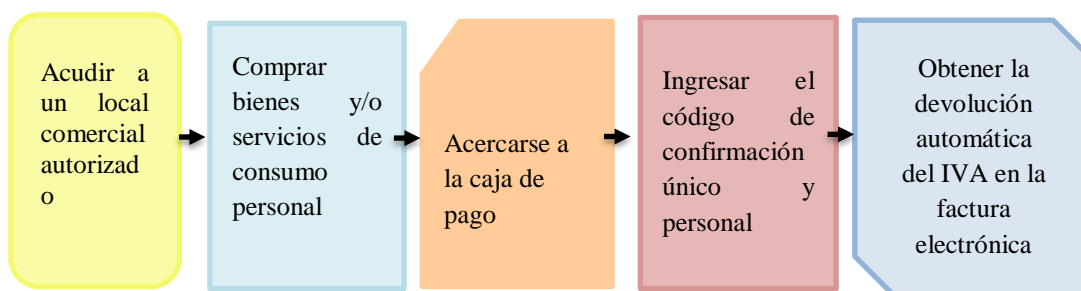 Acudir a
un local
comercial
autorizad
o
Comprar
bienes y/o
servicios de
consumo
personal
Acercarse a
la caja de
pago
Ingresar el
código de
confirmación
único y
personal
Obtener la
devolución
automática
del IVA en la
factura
electrónica